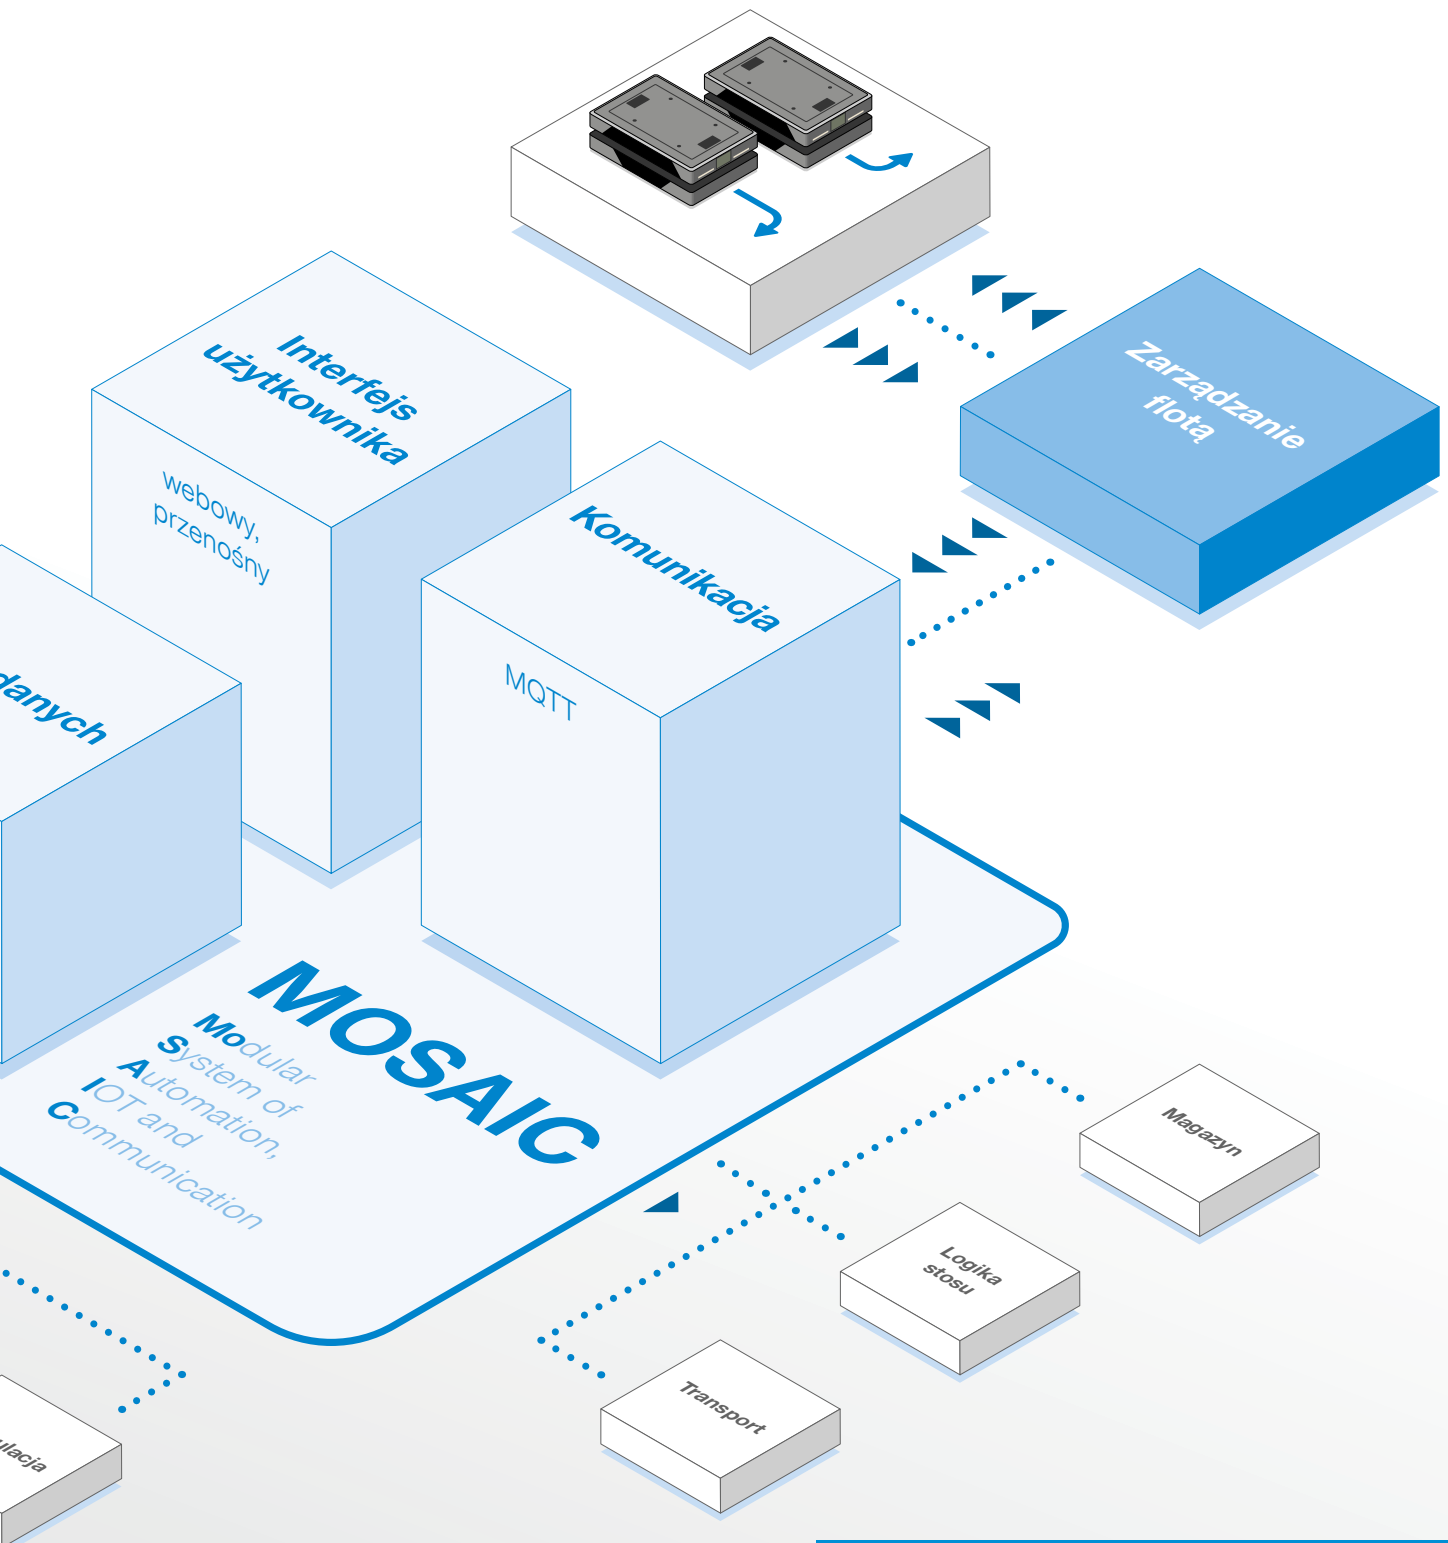 Zarządzanie
flotą
Interfejs
użytkownika
webowy,
przenośny
Komunikacja
MQTT
danych
MOSAIC
Modular
System of
Automation,
IOT and
Communication
Magazyn
Logika
stosu
Transport